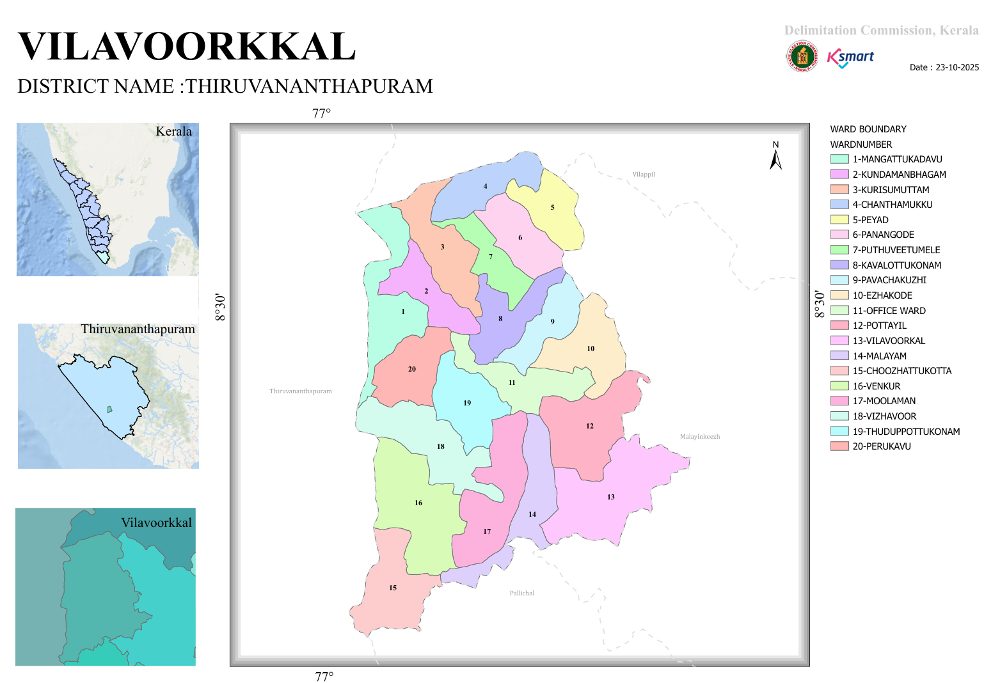 VILAVOORKKAL
DISTRICT NAME :THIRUVANANTHAPURAM
Delimitation Commission, Kerala
STATE ELECTION COMMISSION
KERALA
Ksmart
Date : 23-10-2025
Kerala
Thiruvananthapuram
Vilavoorkkal
77°
8°30'
8°30'
77°
N
Vilappil
Thiruvananthapuram
Malayinkeezh
Pallichal
4
5
6
3
7
2
1
8
9
10
20
11
19
12
18
13
16
14
17
15
WARD BOUNDARY
WARDNUMBER
1-MANGATTUKADAVU
2-KUNDAMANBHAGAM
3-KURISUMUTTAM
4-CHANTHAMUKKU
5-PEYAD
6-PANANGODE
7-PUTHUVEETUMELE
8-KAVALOTTUKONAM
9-PAVACHAKUZHI
10-EZHAKODE
11-OFFICE WARD
12-POTTAYIL
13-VILAVOORKAL
14-MALAYAM
15-CHOOZHATTUKOTTA
16-VENKUR
17-MOOLAMAN
18-VIZHAVOOR
19-THUDUPPOTTUKONAM
20-PERUKAVU